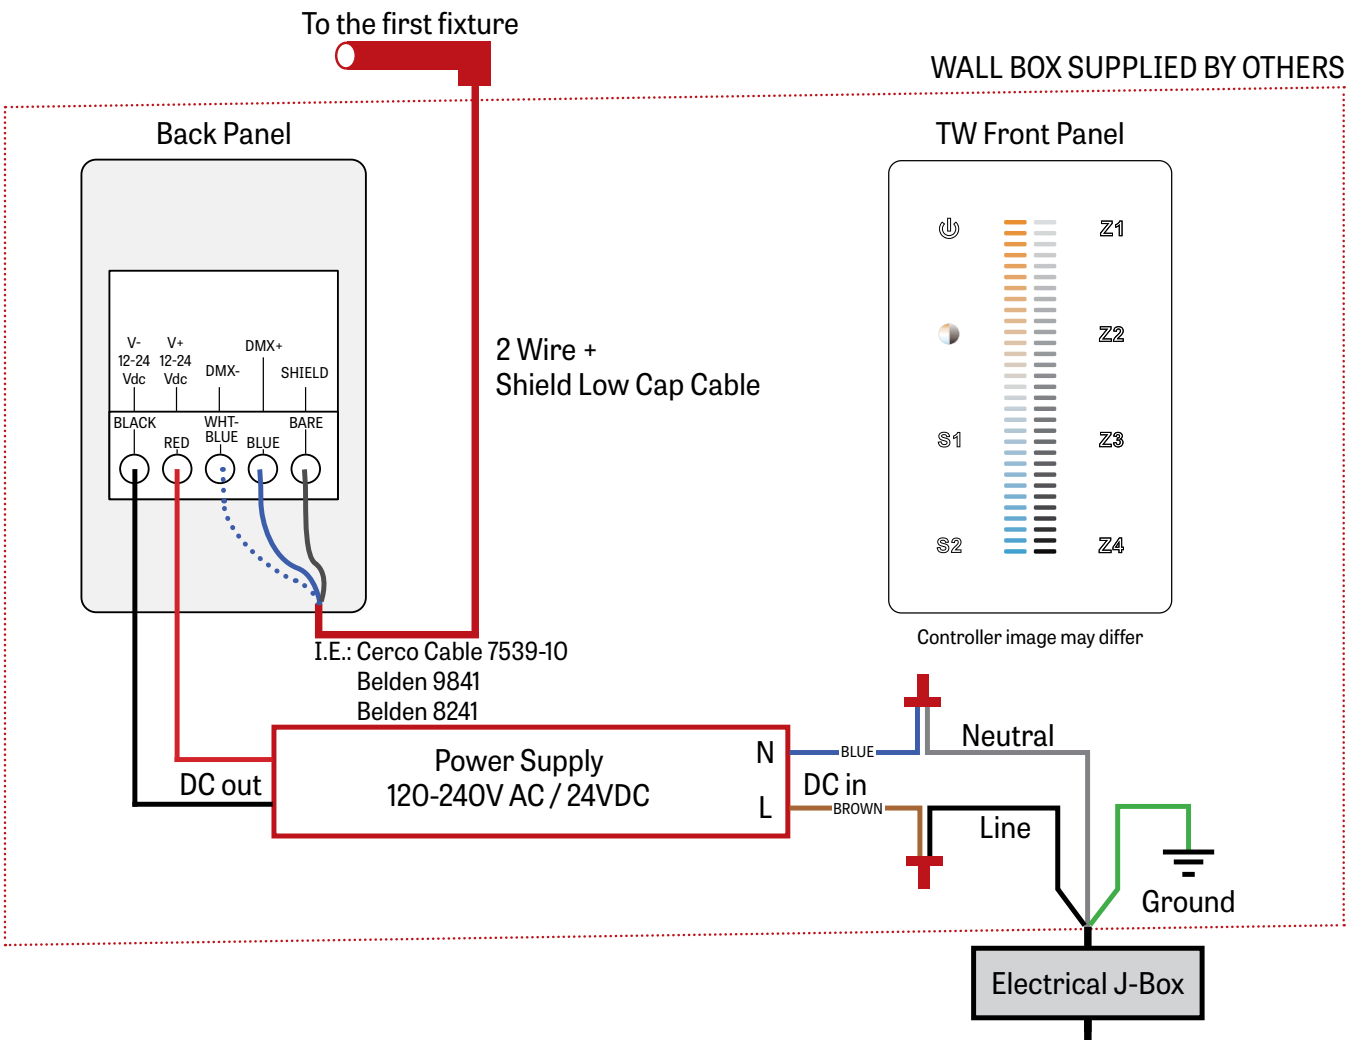 To the first fixture
WALL BOX SUPPLIED BY OTHERS
Back Panel
TW Front Panel
V-
12-24
Vdc
V+
12-24
Vdc
DMX-
DMX+
SHIELD
BLACK
RED
WHT-
BLUE
BLUE
BARE
2 Wire +
Shield Low Cap Cable
Z1
Z2
S1
Z3
S2
Z4
Controller image may differ
I.E.: Cerco Cable 7539-10
Belden 9841
Belden 8241
Power Supply
120-240V AC / 24VDC
N
L
DC out
DC in
BLUE
BROWN
Neutral
Line
Ground
Electrical J-Box